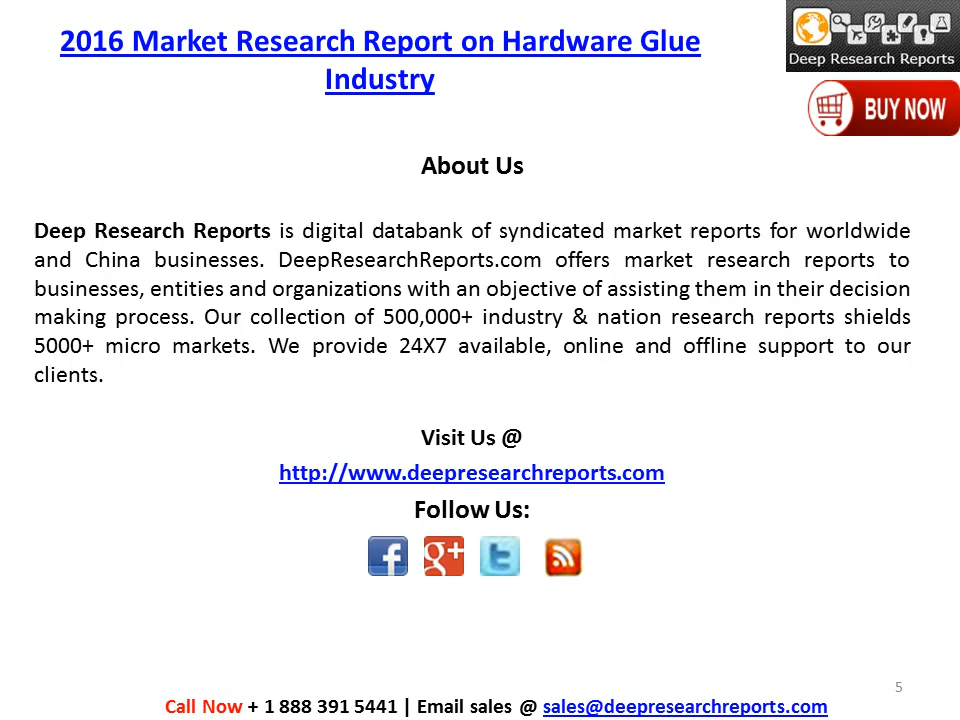 2016 Market Research Report on Hardware Glue
Industry
Deep Research Reports
BUY NOW
About Us
Deep Research Reports is digital databank of syndicated market reports for worldwide
and China businesses. DeepResearchReports.com offers market research reports to
businesses, entities and organizations with an objective of assisting them in their decision
making process. Our collection of 500,000+ industry & nation research reports shields
5000+ micro markets. We provide 24X7 available, online and offline support to our
clients.
Visit Us @
http://www.deepresearchreports.com
Follow Us:
f g+ t
5
Call Now + 1 888 391 5441 | Email sales @ sales@deepresearchreports.com